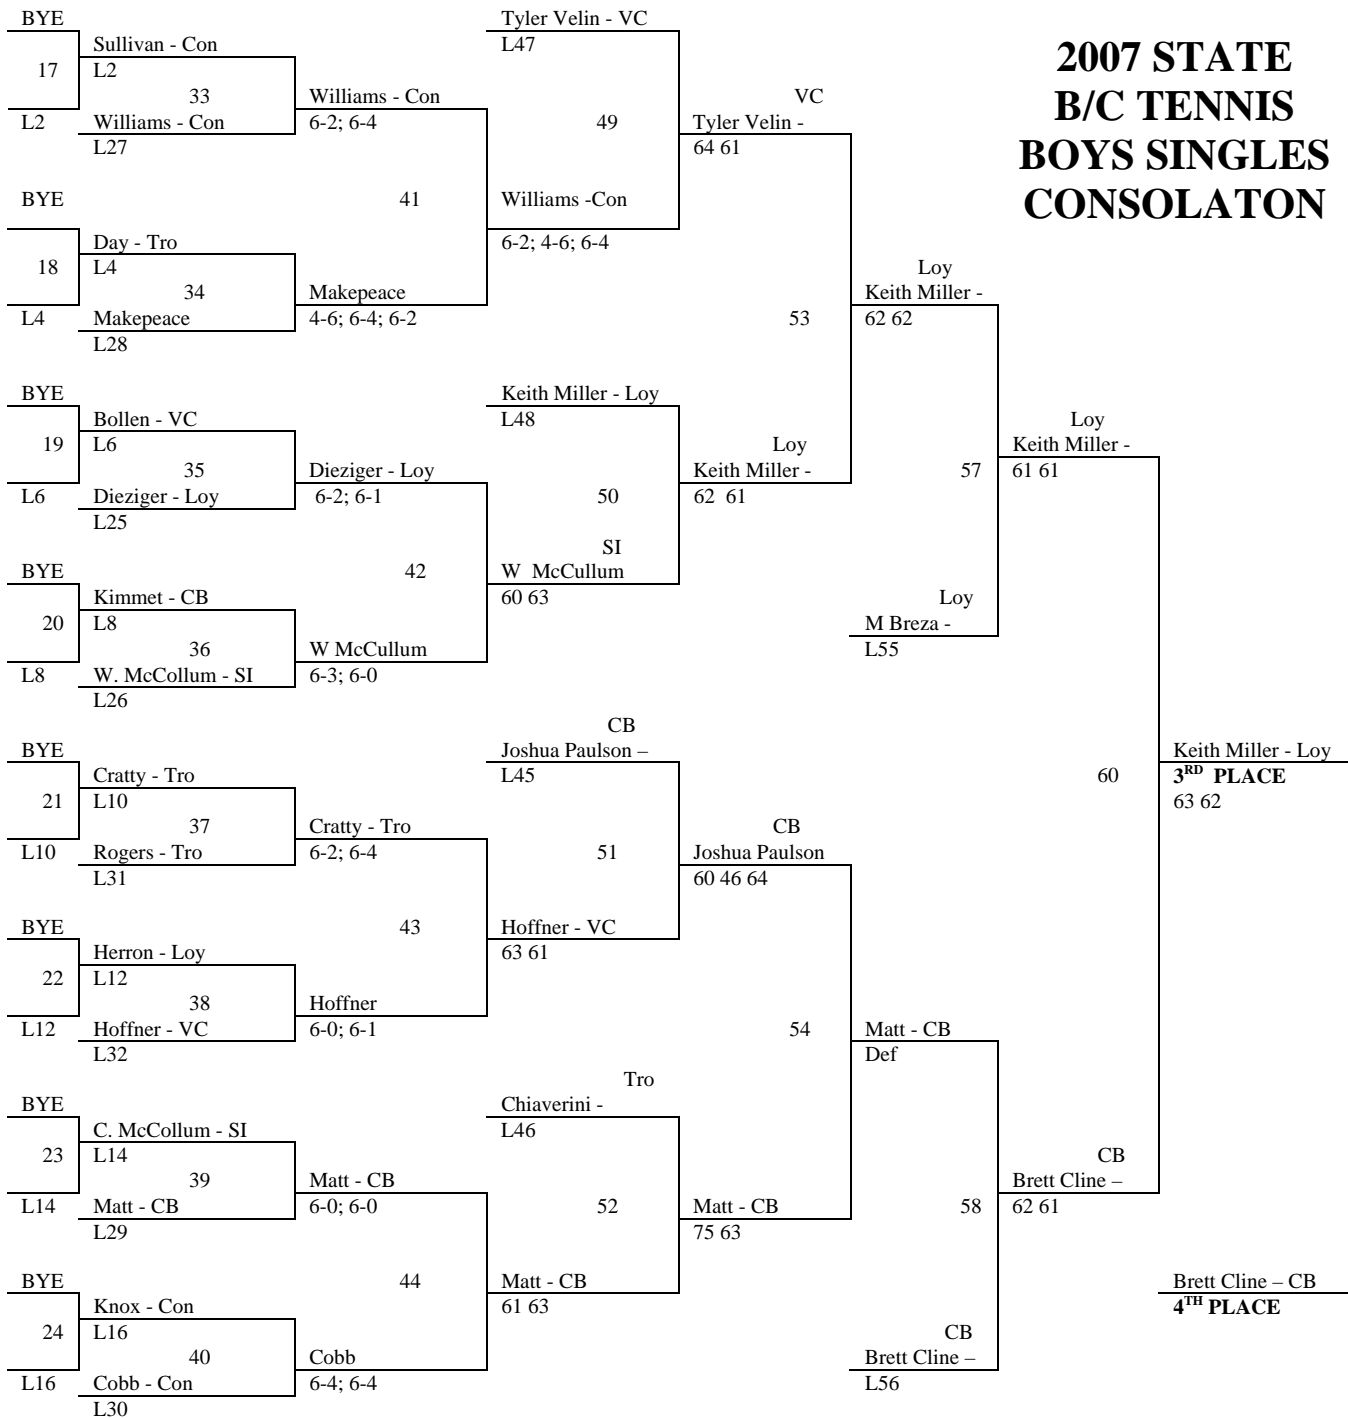 2007 STATE
B/C TENNIS
BOYS SINGLES
CONSOLATON
BYE
17
L2
Sullivan - Con
L2
33
Williams - Con
L27
Williams - Con
6-2; 6-4
BYE
18
L4
Day - Tro
L4
34
Makepeace
L28
Makepeace
4-6; 6-4; 6-2
41
Tyler Velin - VC
L47
49
Williams -Con
6-2; 4-6; 6-4
VC
Tyler Velin -
64 61
BYE
19
L6
Bollen - VC
L6
35
Dieziger - Loy
L25
Dieziger - Loy
6-2; 6-1
BYE
20
L8
Kimmet - CB
L8
36
W. McCollum - SI
L26
W McCullum
6-3; 6-0
42
Keith Miller - Loy
L48
50
SI
W McCullum
60 63
Loy
Keith Miller -
62 61
53
Loy
Keith Miller -
62 62
57
Loy
M Breza -
L55
Loy
Keith Miller -
61 61
BYE
21
L10
Cratty - Tro
L10
37
Rogers - Tro
L31
Cratty - Tro
6-2; 6-4
BYE
22
L12
Herron - Loy
L12
38
Hoffner - VC
L32
Hoffner
6-0; 6-1
43
CB
Joshua Paulson –
L45
51
Hoffner - VC
63 61
CB
Joshua Paulson
60 46 64
BYE
23
L14
C. McCollum - SI
L14
39
Matt - CB
L29
Matt - CB
6-0; 6-0
BYE
24
L16
Knox - Con
L16
40
Cobb - Con
L30
Cobb
6-4; 6-4
44
Tro
Chiaverini -
L46
52
Matt - CB
61 63
Matt - CB
75 63
54
Matt - CB
Def
58
CB
Brett Cline –
L56
CB
Brett Cline –
62 61
60
Keith Miller - Loy
3RD PLACE
63 62
Brett Cline – CB
4TH PLACE